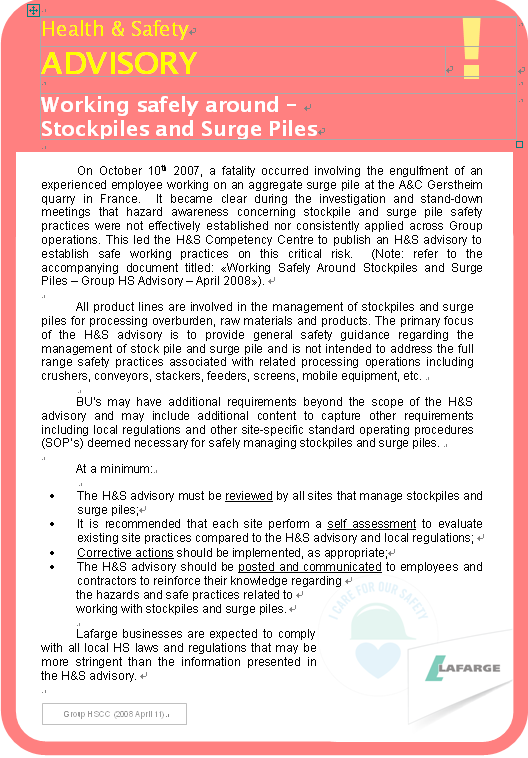 Health & Safety
!
ADVISORY
Working safely around –
Stockpiles and Surge Piles
On October 10th 2007, a fatality occurred involving the engulfment of an
experienced employee working on an aggregate surge pile at the A&C Gerstheim
quarry in France. It became clear during the investigation and stand-down
meetings that hazard awareness concerning stockpile and surge pile safety
practices were not effectively established nor consistently applied across Group
operations. This led the H&S Competency Centre to publish an H&S advisory to
establish safe working practices on this critical risk. (Note: refer to the
accompanying document titled: «Working Safely Around Stockpiles and Surge
Piles – Group HS Advisory – April 2008»).
All product lines are involved in the management of stockpiles and surge
piles for processing overburden, raw materials and products. The primary focus
of the H&S advisory is to provide general safety guidance regarding the
management of stock pile and surge pile and is not intended to address the full
range safety practices associated with related processing operations including
crushers, conveyors, stackers, feeders, screens, mobile equipment, etc.
BU's may have additional requirements beyond the scope of the H&S
advisory and may include additional content to capture other requirements
including local regulations and other site-specific standard operating procedures
(SOP's) deemed necessary for safely managing stockpiles and surge piles.
At a minimum:
• The H&S advisory must be reviewed by all sites that manage stockpiles and
surge piles;
• It is recommended that each site perform a self assessment to evaluate
existing site practices compared to the H&S advisory and local regulations;
• Corrective actions should be implemented, as appropriate;
• The H&S advisory should be posted and communicated to employees and
contractors to reinforce their knowledge regarding
the hazards and safe practices related to
working with stockpiles and surge piles.
I CARE FOR OUR SAFETY
Lafarge businesses are expected to comply
with all local HS laws and regulations that may be
more stringent than the information presented in
the H&S advisory.
LAFARGE
Group HSCC (2008 April 11)